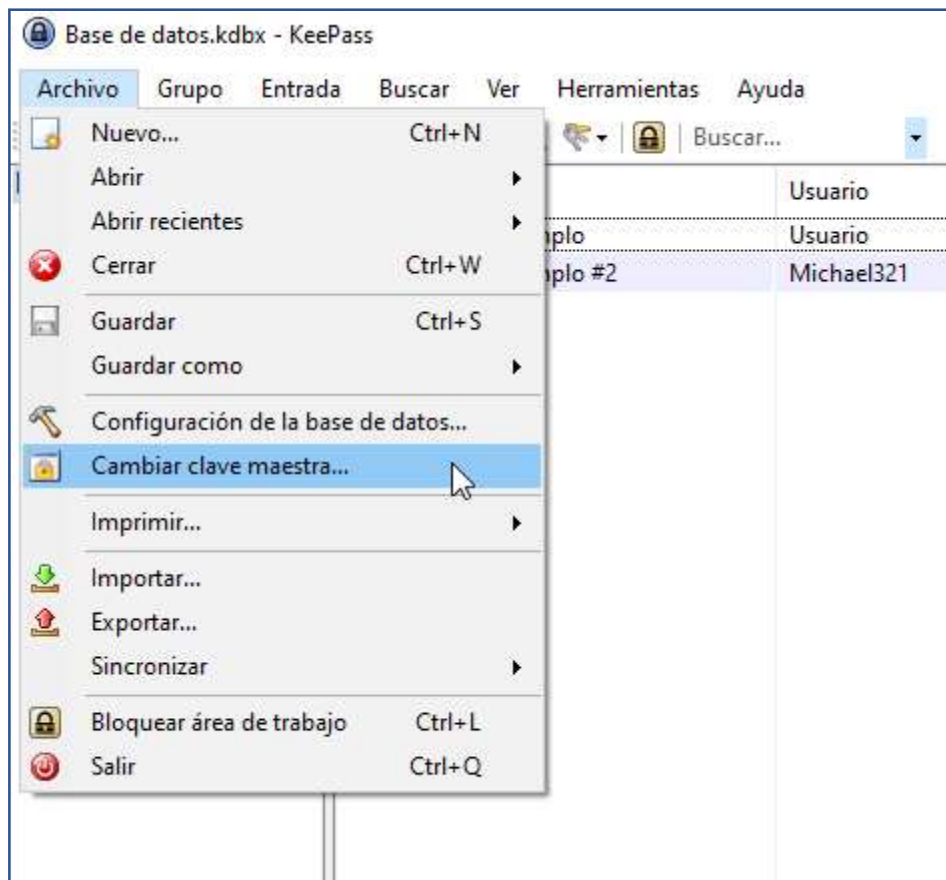 Base de datos.kdbx - KeePass
Archivo Grupo Entrada Buscar Ver Herramientas Ayuda
Nuevo... Ctrl+N
Buscar...
Abrir
Usuario
Abrir recientes
Usuario
Cerrar Ctrl+W
#2 Michael321
Guardar Ctrl+S
Guardar como
Configuración de la base de datos...
Cambiar clave maestra...
Imprimir...
Importar...
Exportar...
Sincronizar
Bloquear área de trabajo Ctrl+L
Salir Ctrl+Q